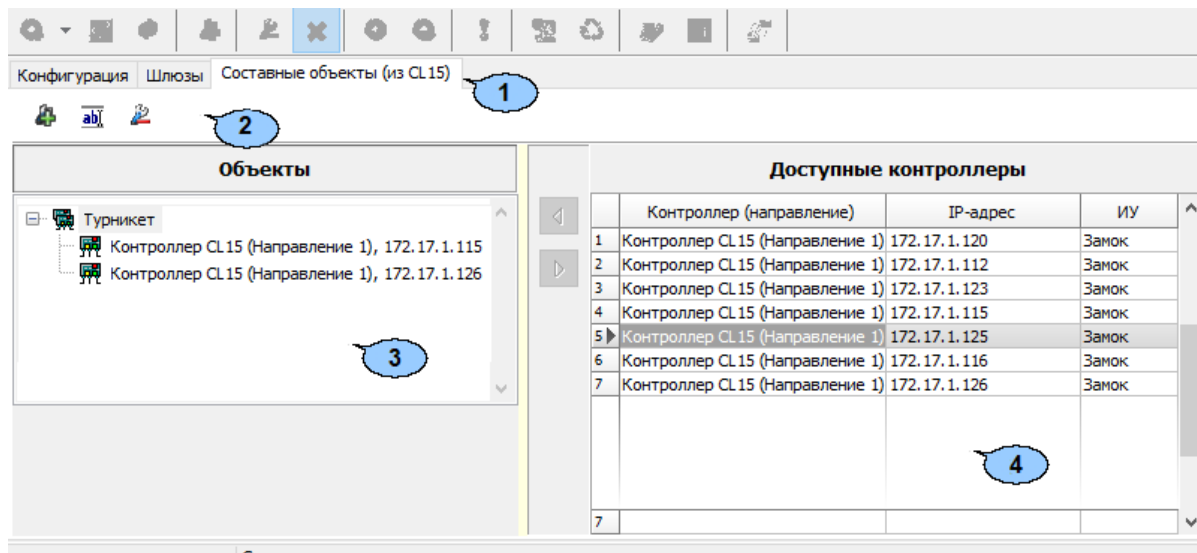 Конфигурация Шлюзы Составные объекты (из CL15)
1
abI
2
Объекты
Доступные контроллеры
Турникет
Контроллер CL15 (Направление 1), 172.17.1.115
Контроллер CL15 (Направление 1), 172.17.1.126
3
Контроллер (направление) IP-адрес ИУ
1 Контроллер CL15 (Направление 1) 172.17.1.120 Замок
2 Контроллер CL15 (Направление 1) 172.17.1.112 Замок
3 Контроллер CL15 (Направление 1) 172.17.1.123 Замок
4 Контроллер CL15 (Направление 1) 172.17.1.115 Замок
5 Контроллер CL15 (Направление 1) 172.17.1.125 Замок
6 Контроллер CL15 (Направление 1) 172.17.1.116 Замок
7 Контроллер CL15 (Направление 1) 172.17.1.126 Замок
4
7